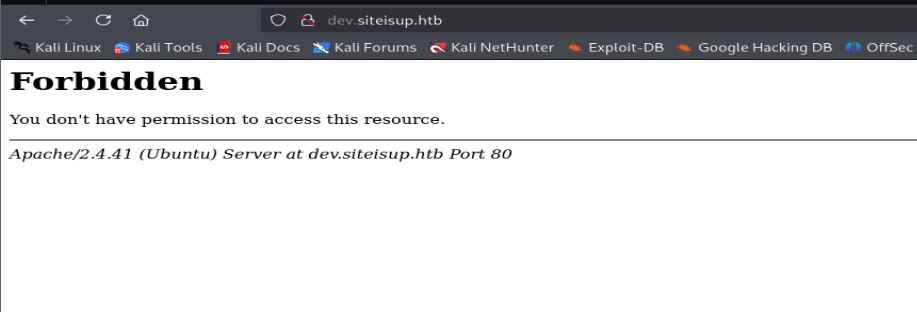 dev.siteisup.htb
Kali Linux Kali Tools Kali Docs Kali Forums Kali NetHunter Exploit-DB Google Hacking DB OffSec
Forbidden
You don't have permission to access this resource.
Apache/2.4.41 (Ubuntu) Server at dev.siteisup.htb Port 80